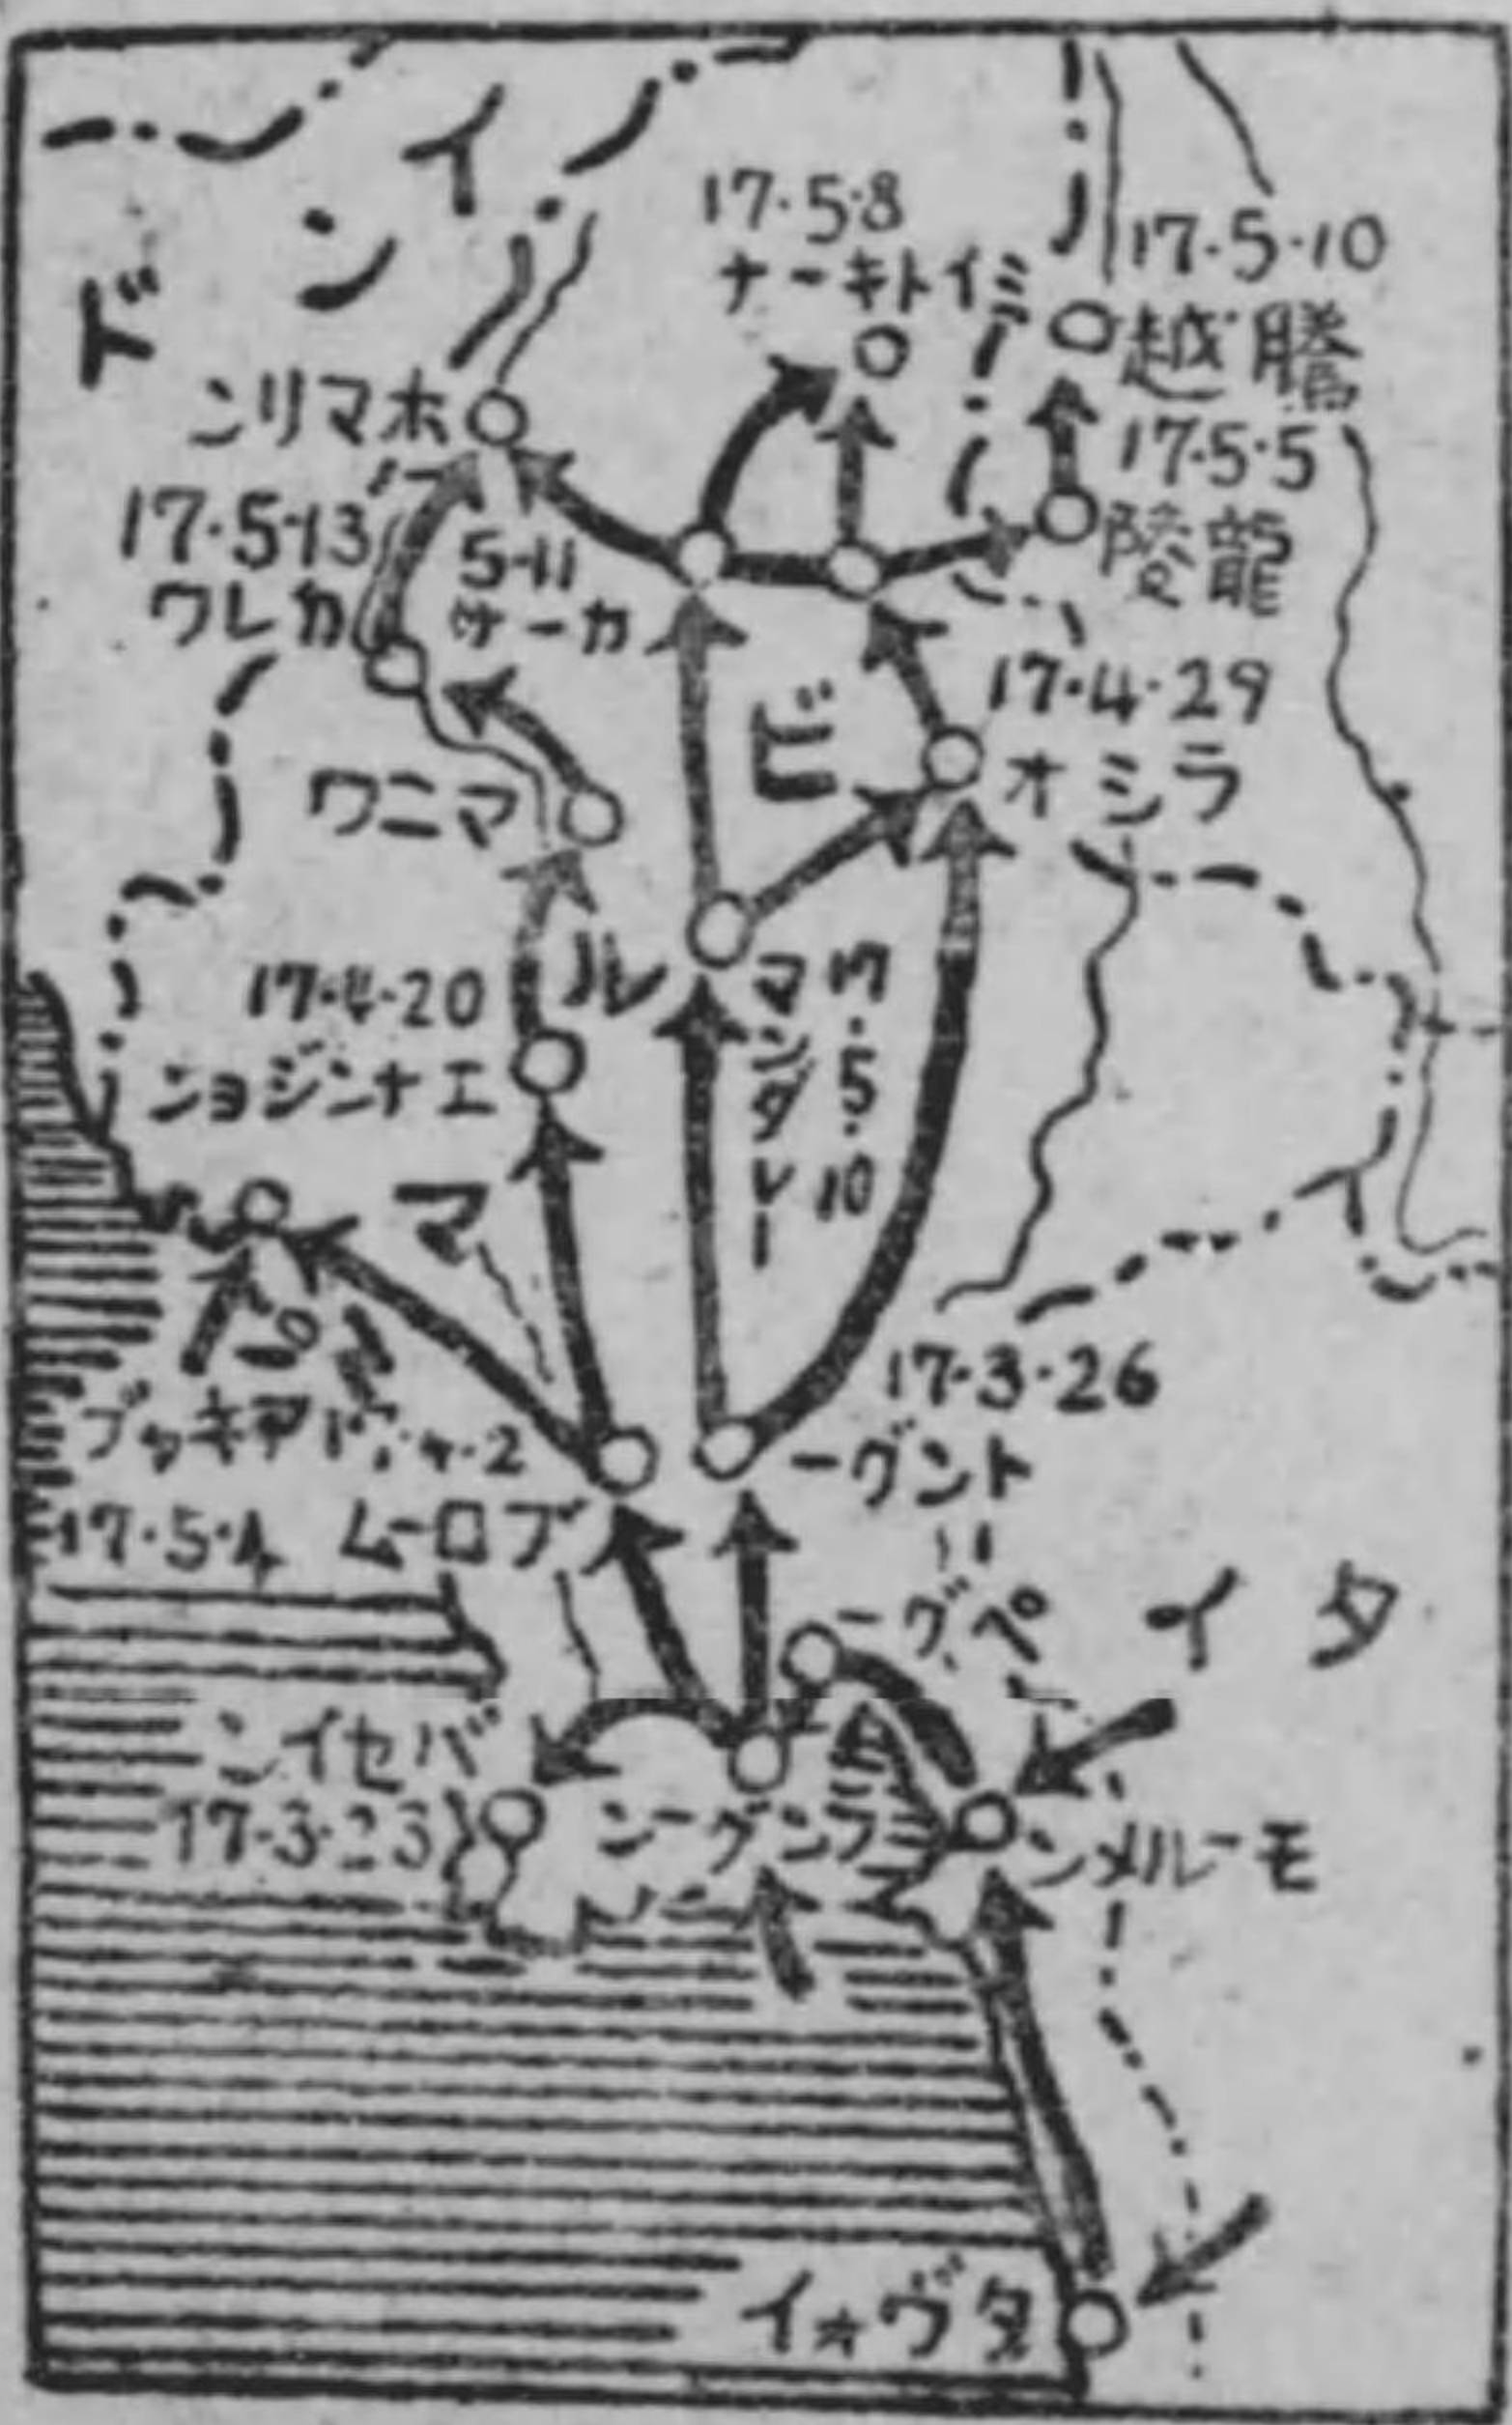 インド
17.5.8
ミイトキーナ
17.5.10
騰越
17.5.5
龍陵
ホマリン
17.5.13
カレワ
5.11
カーサ
17.4.29
ラシオ
マニワ
ビルマ
17.4.20
エナンジョン
マンダレー
17.5.10
アキヤブ
17.5.4
プローム
17.3.26
トングー
ペグー
タイ
バセイン
17.3.23
ラングーン
モールメン
タヴォイ